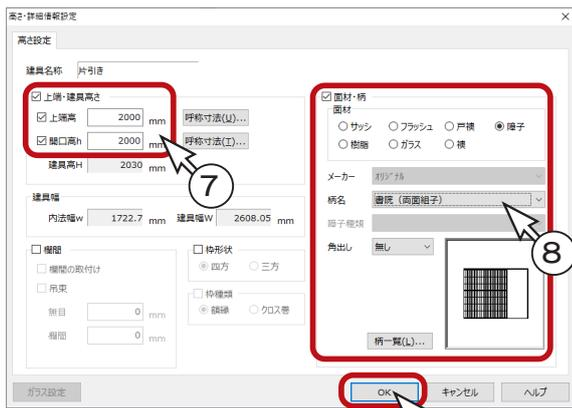 高さ・詳細情報設定
高さ設定
建具名称 片引き
上端・建具高さ
上端高 2000 mm 呼称寸法(U)...
開口高h 2000 mm 呼称寸法(T)...
建具高H 2030 mm
⑦
建具幅
内法幅w 1722.7 mm 建具幅W 2608.05 mm
欄間
欄間の取付け
吊束
無目 0 mm
欄間 0 mm
枠形状
四方 三方
枠種類
額縁 クロス巻
面材・柄
面材
サッシ フラッシュ 戸襖 障子
樹脂 ガラス 襖
メーカー オリジナル
柄名 書院（両面組子）
障子種類
角出し 無し
⑧
柄一覧(L)...
ガラス設定 OK キャンセル ヘルプ